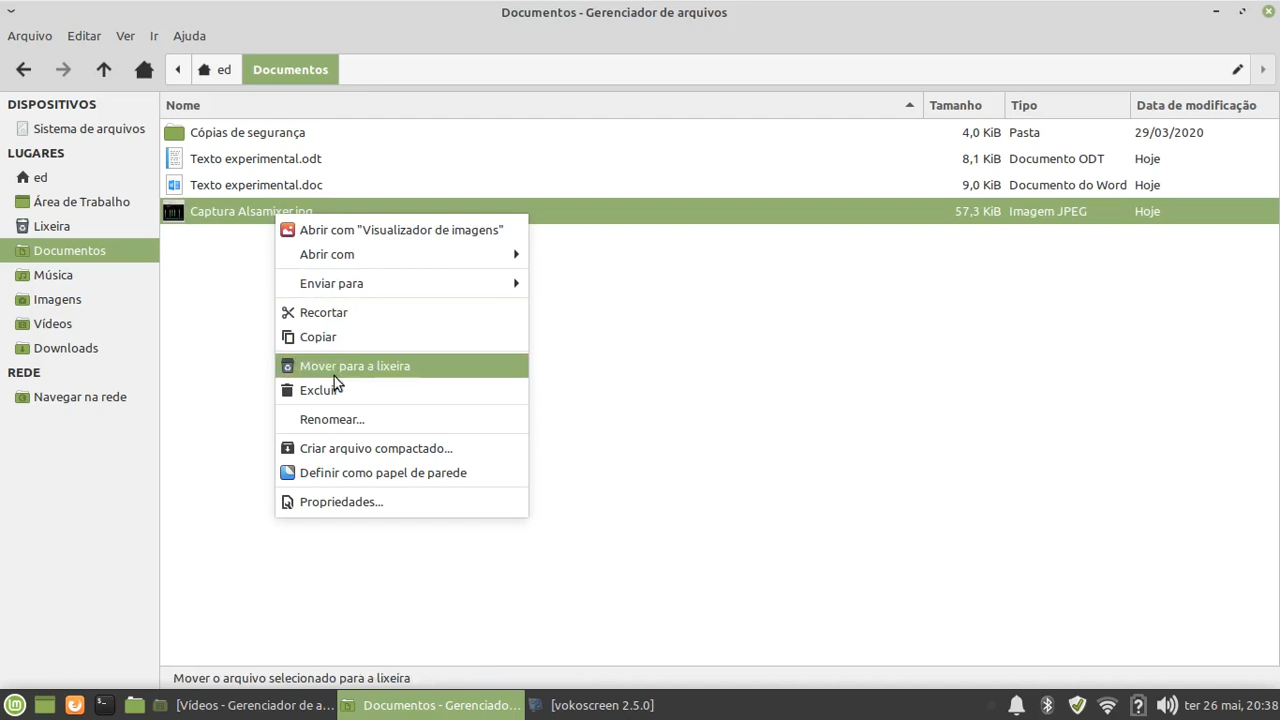 Documentos - Gerenciador de arquivos
Arquivo Editar Ver Ir Ajuda
ed Documentos
DISPOSITIVOS
Sistema de arquivos
LUGARES
ed
Área de Trabalho
Lixeira
Documentos
Música
Imagens
Vídeos
Downloads
REDE
Navegar na rede
Nome Tamanho Tipo Data de modificação
Cópias de segurança 4,0 KiB Pasta 29/03/2020
Texto experimental.odt 8,1 KiB Documento ODT Hoje
Texto experimental.doc 9,0 KiB Documento do Word Hoje
Captura Alsamixer.jpg 57,3 KiB Imagem JPEG Hoje
Abrir com "Visualizador de imagens"
Abrir com
Enviar para
Recortar
Copiar
Mover para a lixeira
Excluir
Renomear...
Criar arquivo compactado...
Definir como papel de parede
Propriedades...
Mover o arquivo selecionado para a lixeira
[Vídeos - Gerenciador de a... Documentos - Gerenciado... [vokoscreen 2.5.0] ter 26 mai, 20:38